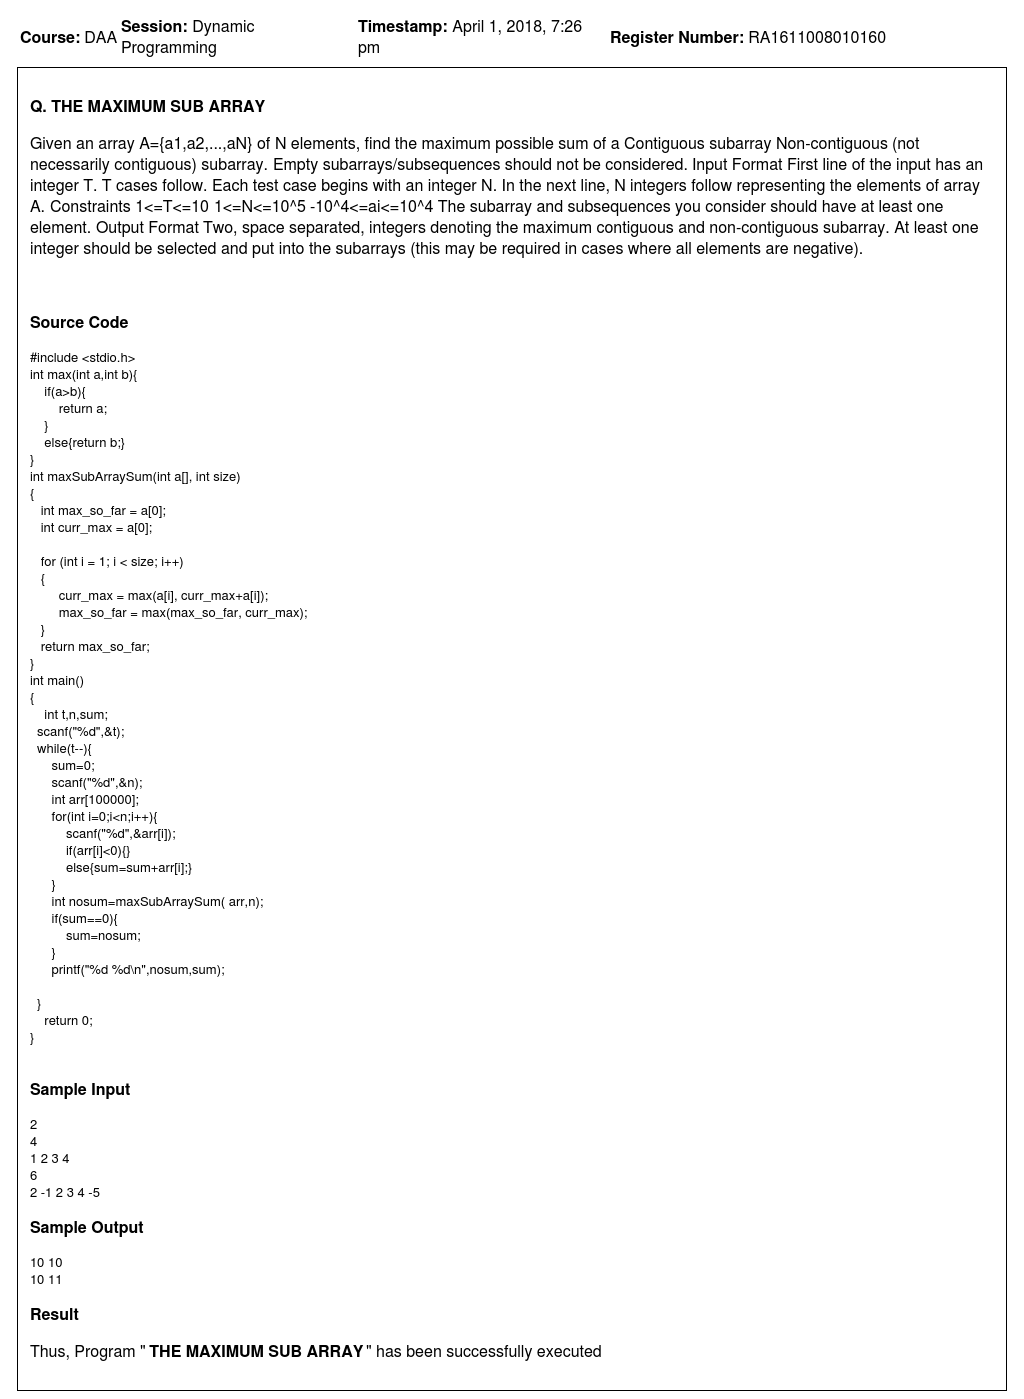 Course: DAA Session: Dynamic Programming Timestamp: April 1, 2018, 7:26 pm Register Number: RA1611008010160
Q. THE MAXIMUM SUB ARRAY
Given an array A={a1,a2,...,aN} of N elements, find the maximum possible sum of a Contiguous subarray Non-contiguous (not
necessarily contiguous) subarray. Empty subarrays/subsequences should not be considered. Input Format First line of the input has an
integer T. T cases follow. Each test case begins with an integer N. In the next line, N integers follow representing the elements of array
A. Constraints 1<=T<=10 1<=N<=10^5 -10^4<=ai<=10^4 The subarray and subsequences you consider should have at least one
element. Output Format Two, space separated, integers denoting the maximum contiguous and non-contiguous subarray. At least one
integer should be selected and put into the subarrays (this may be required in cases where all elements are negative).
Source Code
#include <stdio.h>
int max(int a,int b){
    if(a>b){
        return a;
    }
    else{return b;}
}
int maxSubArraySum(int a[], int size)
{
   int max_so_far = a[0];
   int curr_max = a[0];
   for (int i = 1; i < size; i++)
   {
        curr_max = max(a[i], curr_max+a[i]);
        max_so_far = max(max_so_far, curr_max);
   }
   return max_so_far;
}
int main()
{
    int t,n,sum;
  scanf("%d",&t);
  while(t--){
      sum=0;
      scanf("%d",&n);
      int arr[100000];
      for(int i=0;i<n;i++){
          scanf("%d",&arr[i]);
          if(arr[i]<0){}
          else{sum=sum+arr[i];}
      }
      int nosum=maxSubArraySum( arr,n);
      if(sum==0){
          sum=nosum;
      }
      printf("%d %d\n",nosum,sum);
  }
    return 0;
}
Sample Input
2
4
1 2 3 4
6
2 -1 2 3 4 -5
Sample Output
10 10
10 11
Result
Thus, Program " THE MAXIMUM SUB ARRAY " has been successfully executed